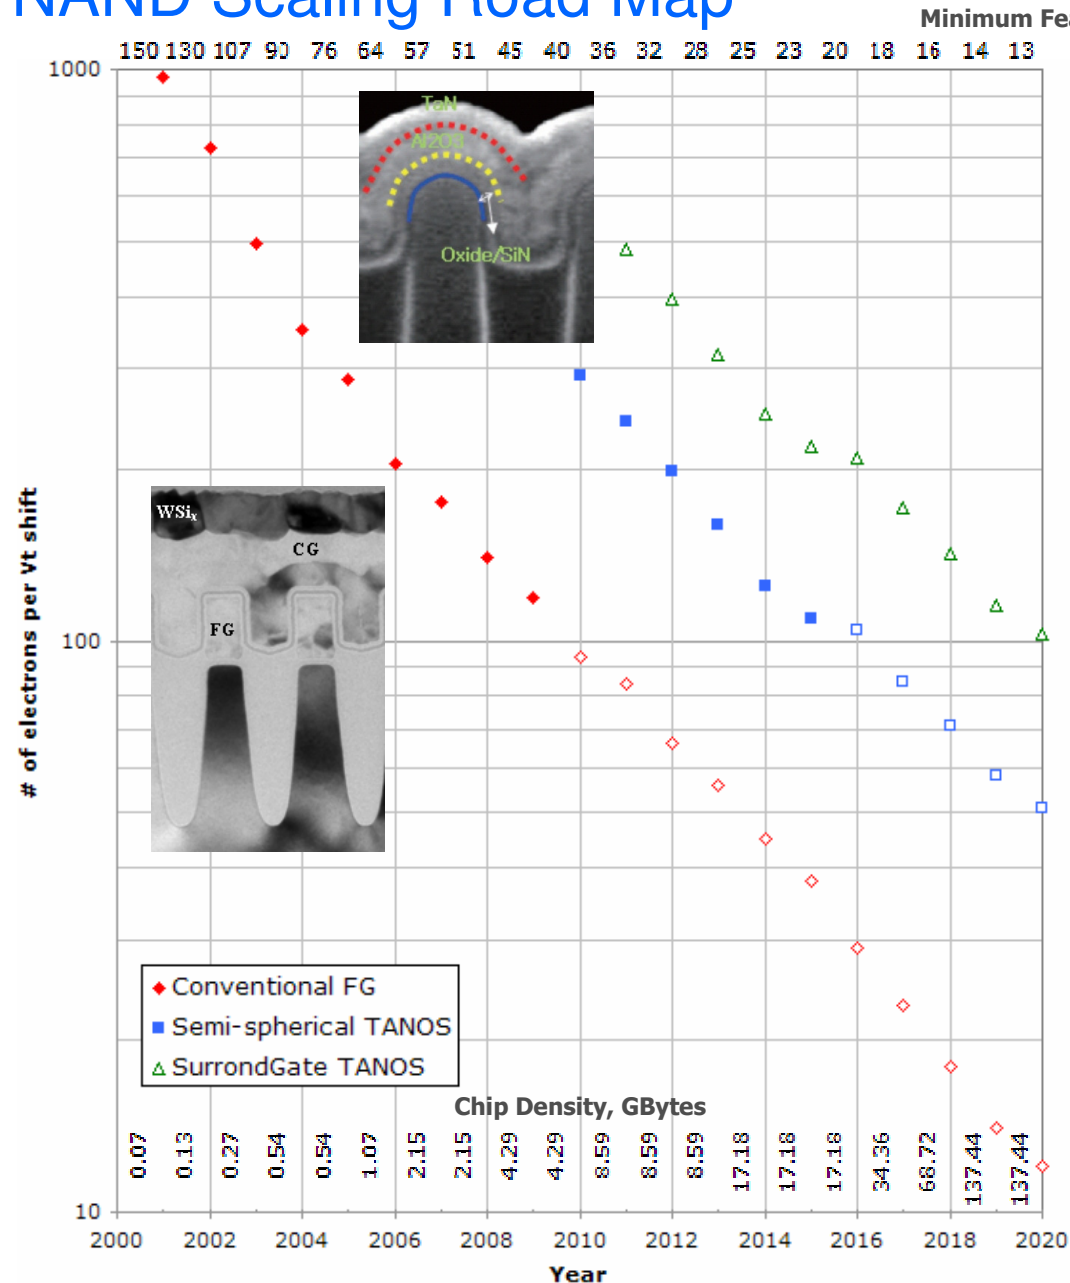 NAND Scaling Road Map
Minimum Fea
150 130 107 90 76 64 57 51 45 40 36 32 28 25 23 20 18 16 14 13
1000
TaN
Al2O3
Oxide/SiN
WSix
CG
FG
# of electrons per Vt shift
100
Conventional FG
Semi-spherical TANOS
SurrondGate TANOS
Chip Density, GBytes
0.07 0.13 0.27 0.54 0.54 1.07 2.15 2.15 4.29 4.29 8.59 8.59 8.59 17.18 17.18 17.18 34.36 68.72 137.44 137.44
10
2000 2002 2004 2006 2008 2010 2012 2014 2016 2018 2020
Year